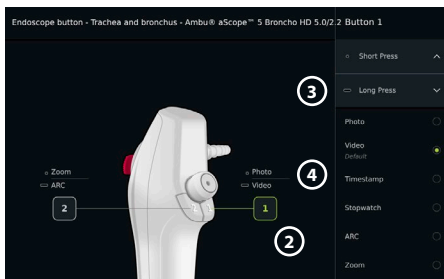 Endoscope button - Trachea and bronchus - Ambu® aScope™ 5 Broncho HD 5.0/2.2
Button 1
Short Press
3
Long Press
Photo
Video
Default
Zoom
ARC
Photo
Video
4
Timestamp
2
1
Stopwatch
2
ARC
Zoom